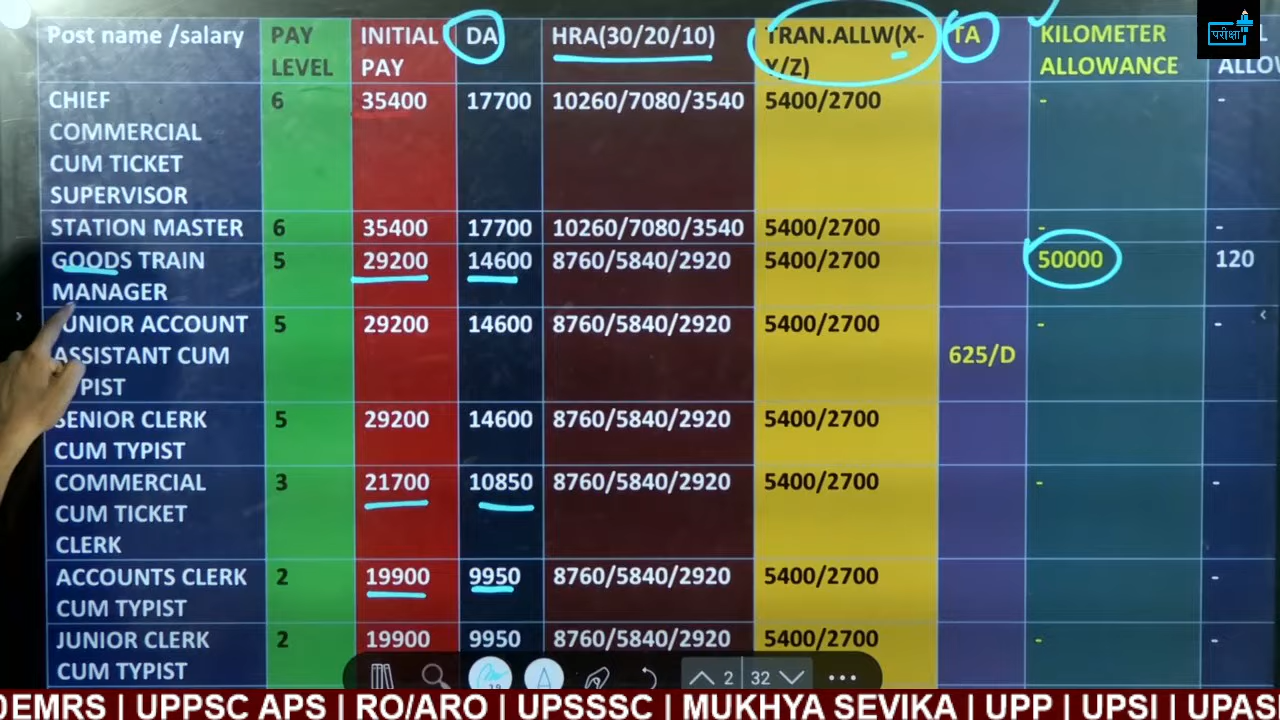 परीक्षा
Post name /salary PAY LEVEL INITIAL PAY DA HRA(30/20/10) TRAN.ALLW(X-Y/Z) TA KILOMETER ALLOWANCE
CHIEF COMMERCIAL CUM TICKET SUPERVISOR 6 35400 17700 10260/7080/3540 5400/2700 - -
STATION MASTER 6 35400 17700 10260/7080/3540 5400/2700 - -
GOODS TRAIN MANAGER 5 29200 14600 8760/5840/2920 5400/2700 50000 120
JUNIOR ACCOUNT ASSISTANT CUM TYPIST 5 29200 14600 8760/5840/2920 5400/2700 625/D - -
SENIOR CLERK CUM TYPIST 5 29200 14600 8760/5840/2920 5400/2700
COMMERCIAL CUM TICKET CLERK 3 21700 10850 8760/5840/2920 5400/2700 - -
ACCOUNTS CLERK CUM TYPIST 2 19900 9950 8760/5840/2920 5400/2700 -
JUNIOR CLERK CUM TYPIST 2 19900 9950 8760/5840/2920 5400/2700 - -
2 32
DEMRS | UPPSC APS | RO/ARO | UPSSSC | MUKHYA SEVIKA | UPP | UPSI | UPAS